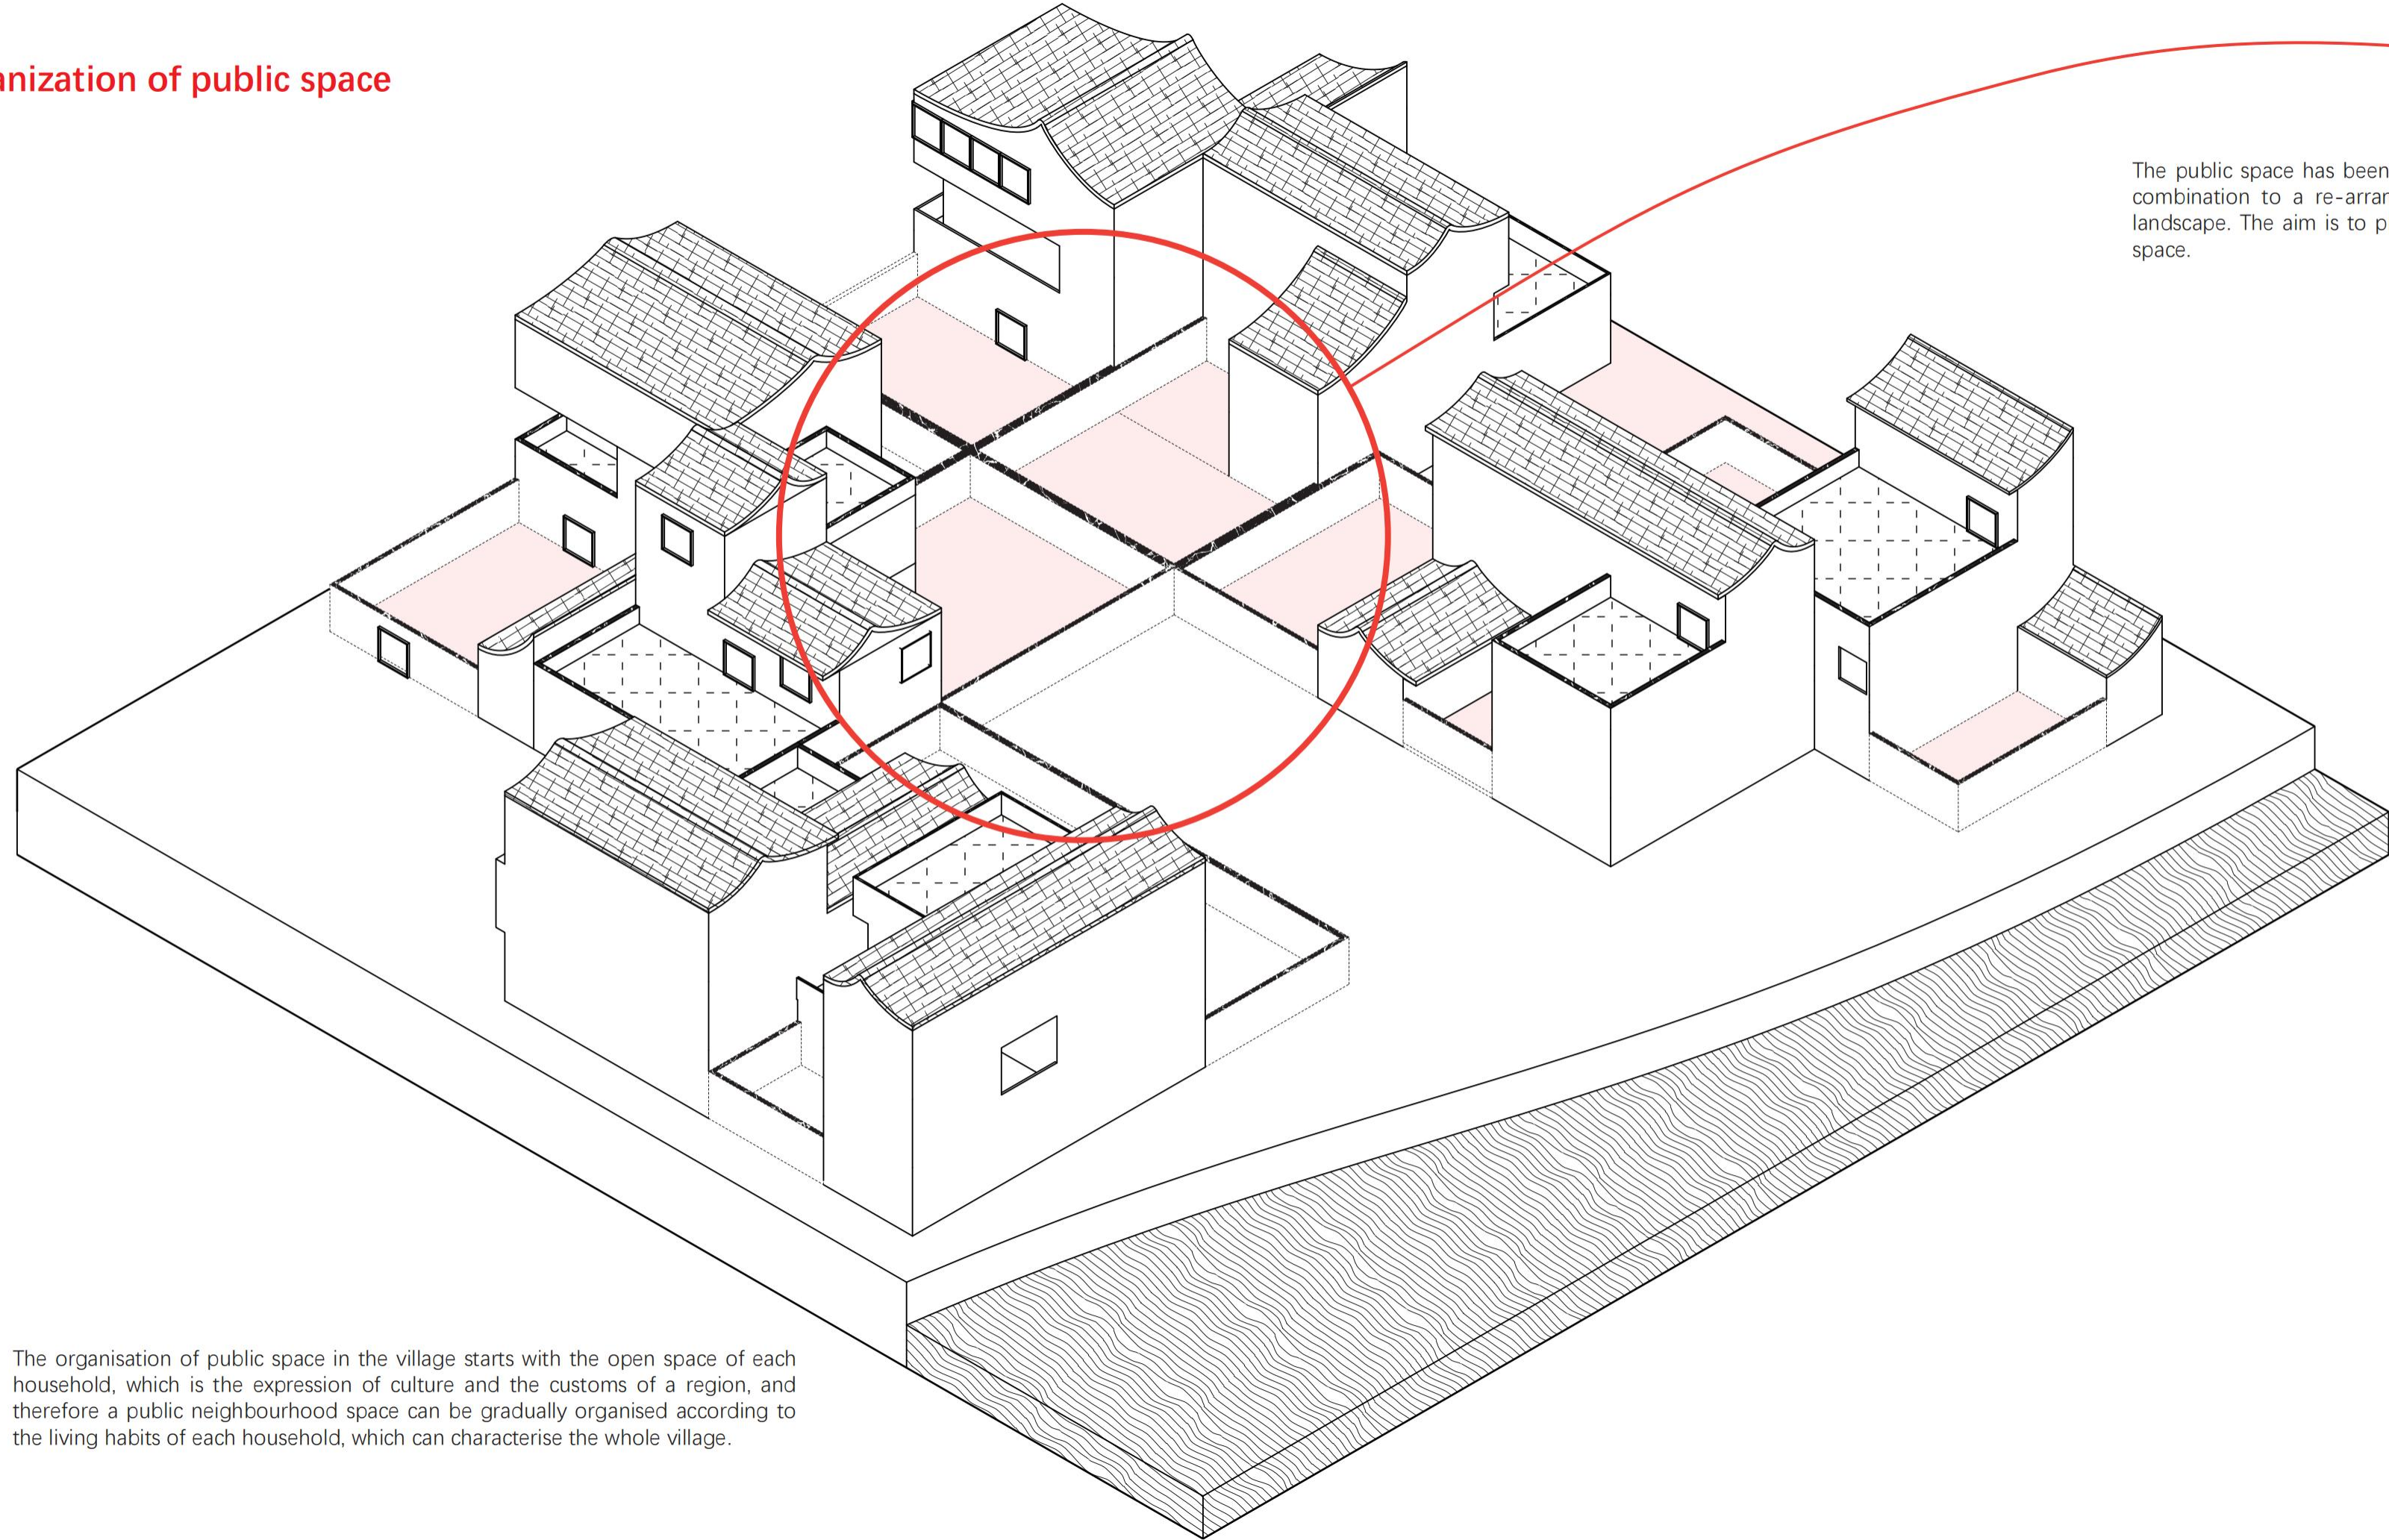 anization of public space
The public space has been
combination to a re-arran
landscape. The aim is to p
space.
The organisation of public space in the village starts with the open space of each
household, which is the expression of culture and the customs of a region, and
therefore a public neighbourhood space can be gradually organised according to
the living habits of each household, which can characterise the whole village.